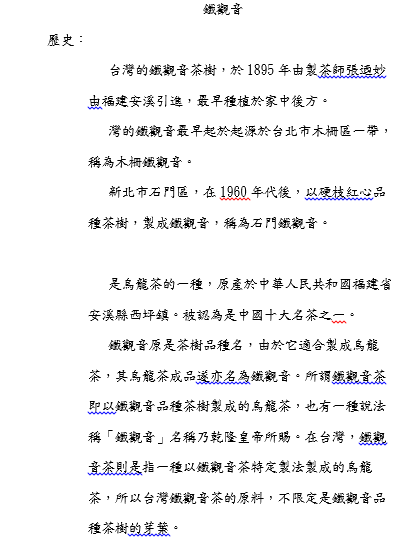 鐵觀音
歷史：
台灣的鐵觀音茶樹，於1895年由製茶師張迺妙
由福建安溪引進，最早種植於家中後方。
灣的鐵觀音最早起於起源於台北市木柵區一帶，
稱為木柵鐵觀音。
新北市石門區，在1960年代後，以硬枝紅心品
種茶樹，製成鐵觀音，稱為石門鐵觀音。
是烏龍茶的一種，原產於中華人民共和國福建省
安溪縣西坪鎮。被認為是中國十大名茶之一。
鐵觀音原是茶樹品種名，由於它適合製成烏龍
茶，其烏龍茶成品遂亦名為鐵觀音。所謂鐵觀音茶
即以鐵觀音品種茶樹製成的烏龍茶，也有一種說法
稱「鐵觀音」名稱乃乾隆皇帝所賜。在台灣，鐵觀
音茶則是指一種以鐵觀音茶特定製法製成的烏龍
茶，所以台灣鐵觀音茶的原料，不限定是鐵觀音品
種茶樹的芽葉。